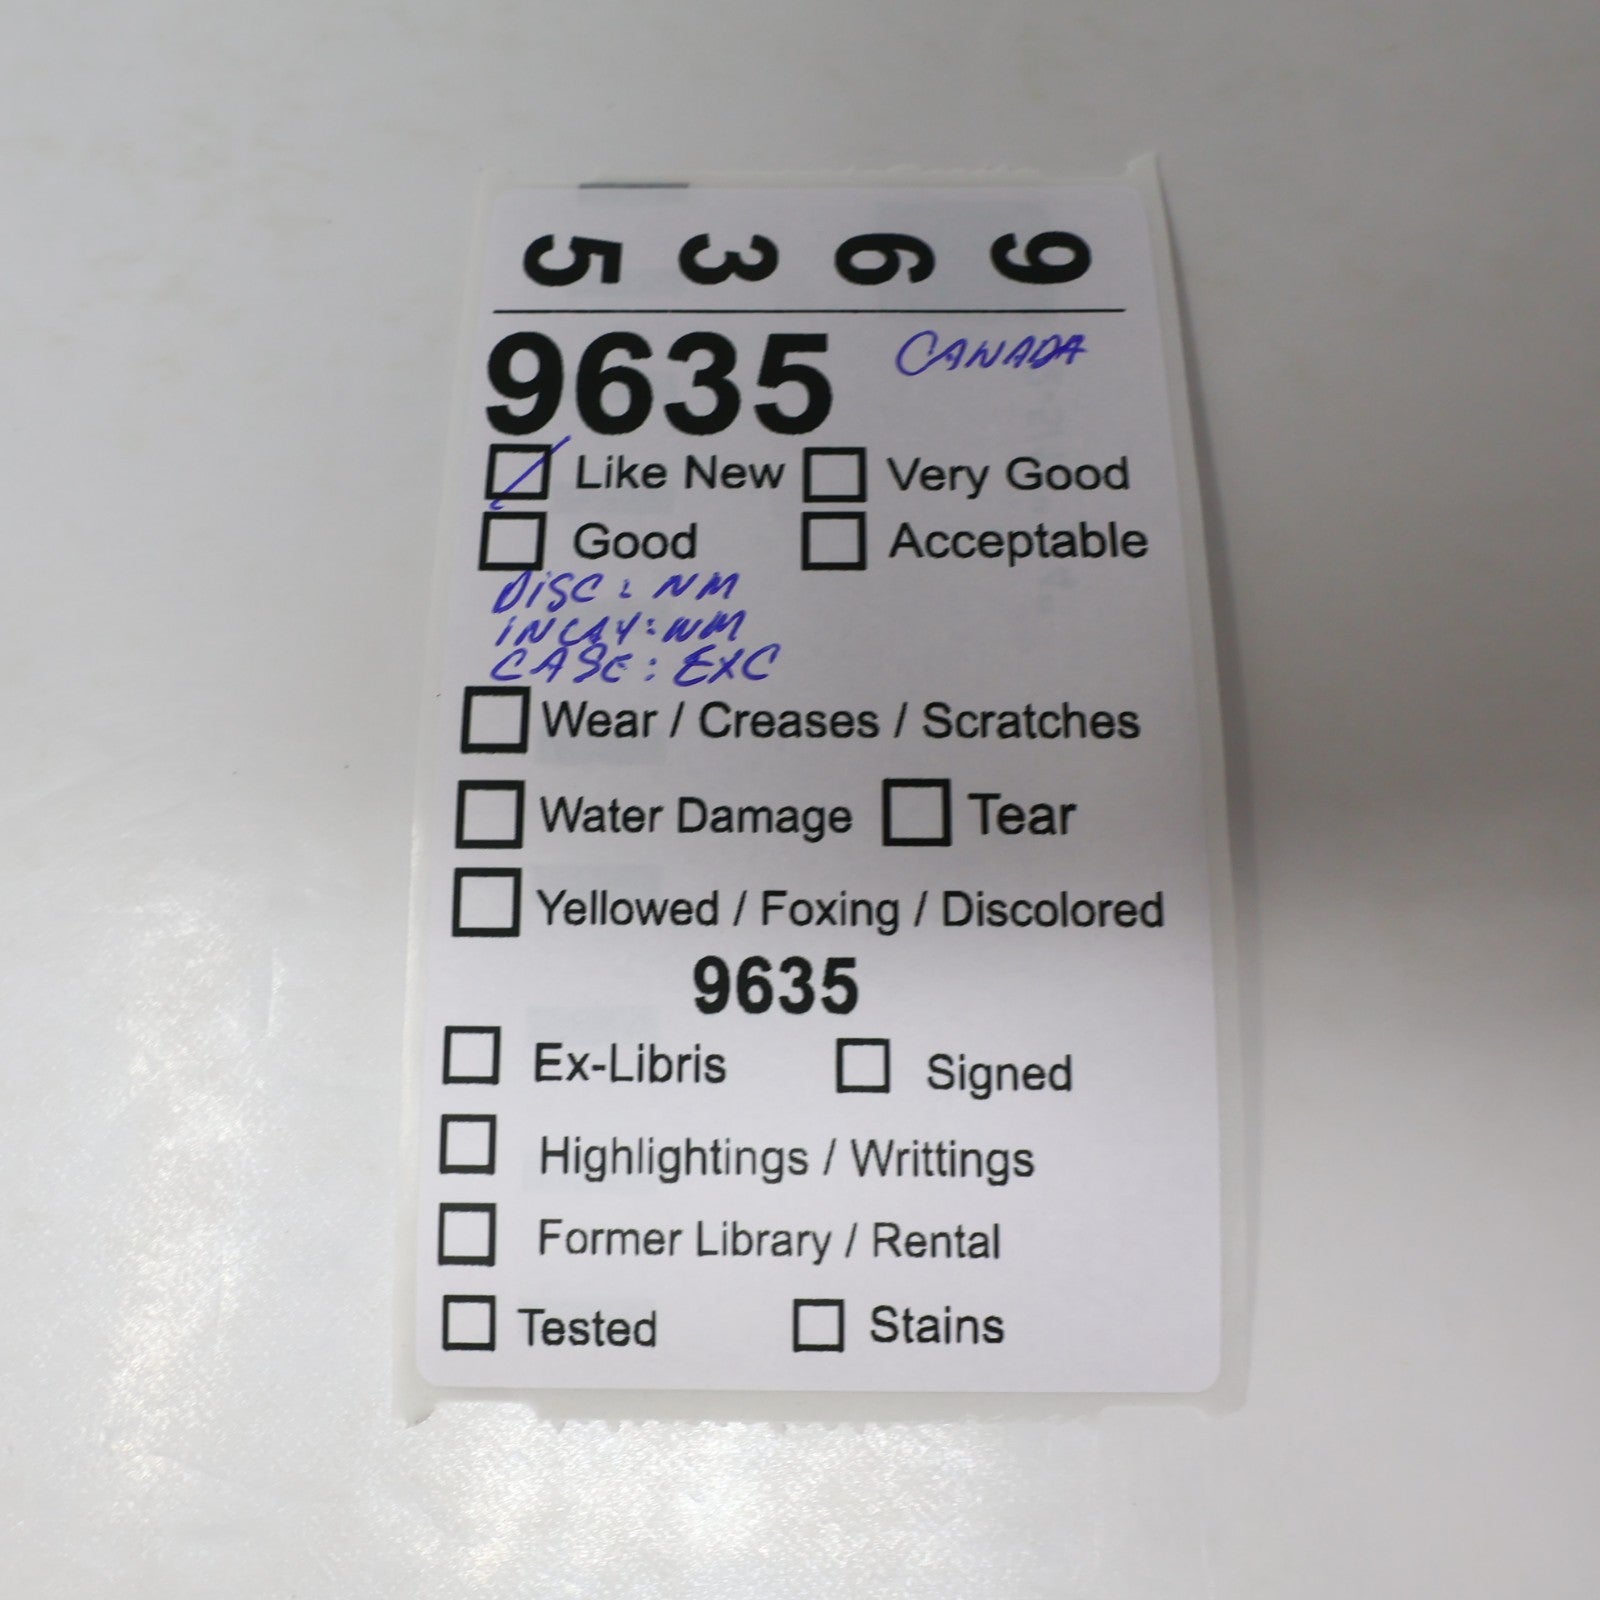 5 3 6 9
9635 CANADA
Like New Very Good
Good Acceptable
DISC: NM
INLAY: NM
CASE: EXC
Wear / Creases / Scratches
Water Damage Tear
Yellowed / Foxing / Discolored
9635
Ex-Libris Signed
Highlightings / Writtings
Former Library / Rental
Tested Stains